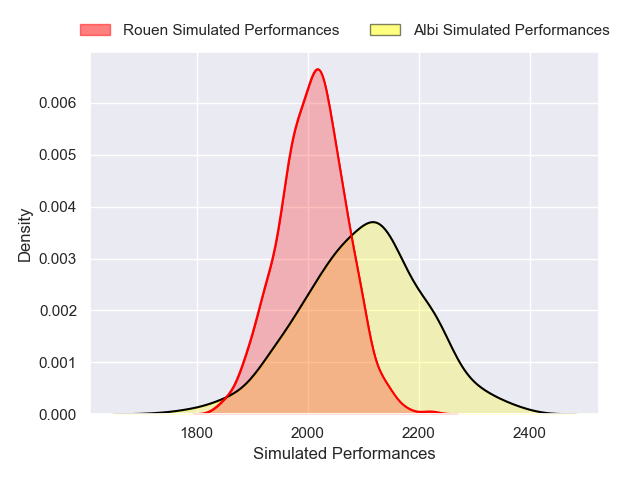 Rouen Simulated Performances Albi Simulated Performances
0.006
0.005
0.004
0.003
0.002
0.001
0.000
Density
1800 2000 2200 2400
Simulated Performances